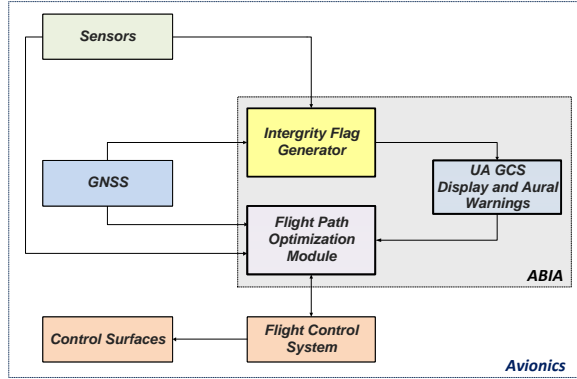 Sensors
Intergrity Flag
Generator
GNSS
UA GCS
Display and Aural
Warnings
Flight Path
Optimization
Module
ABIA
Control Surfaces
Flight Control
System
Avionics